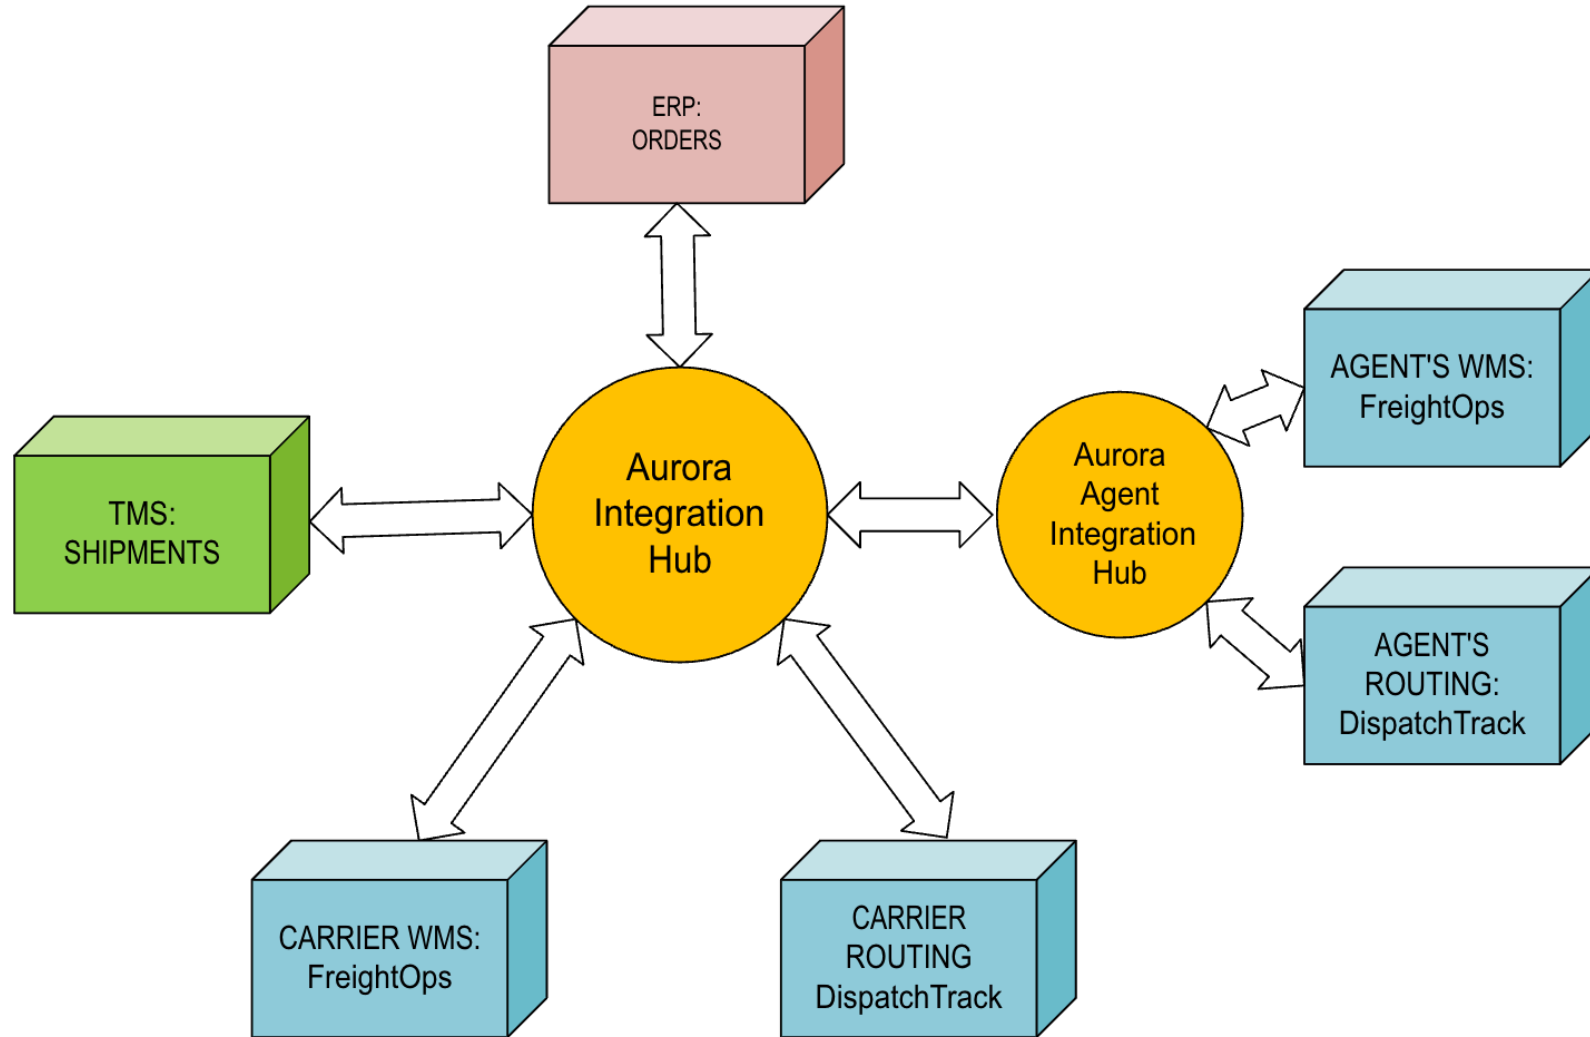 ERP:
ORDERS
AGENT'S WMS:
FreightOps
Aurora
Integration
Hub
Aurora
Agent
Integration
Hub
TMS:
SHIPMENTS
AGENT'S
ROUTING:
DispatchTrack
CARRIER WMS:
FreightOps
CARRIER
ROUTING
DispatchTrack